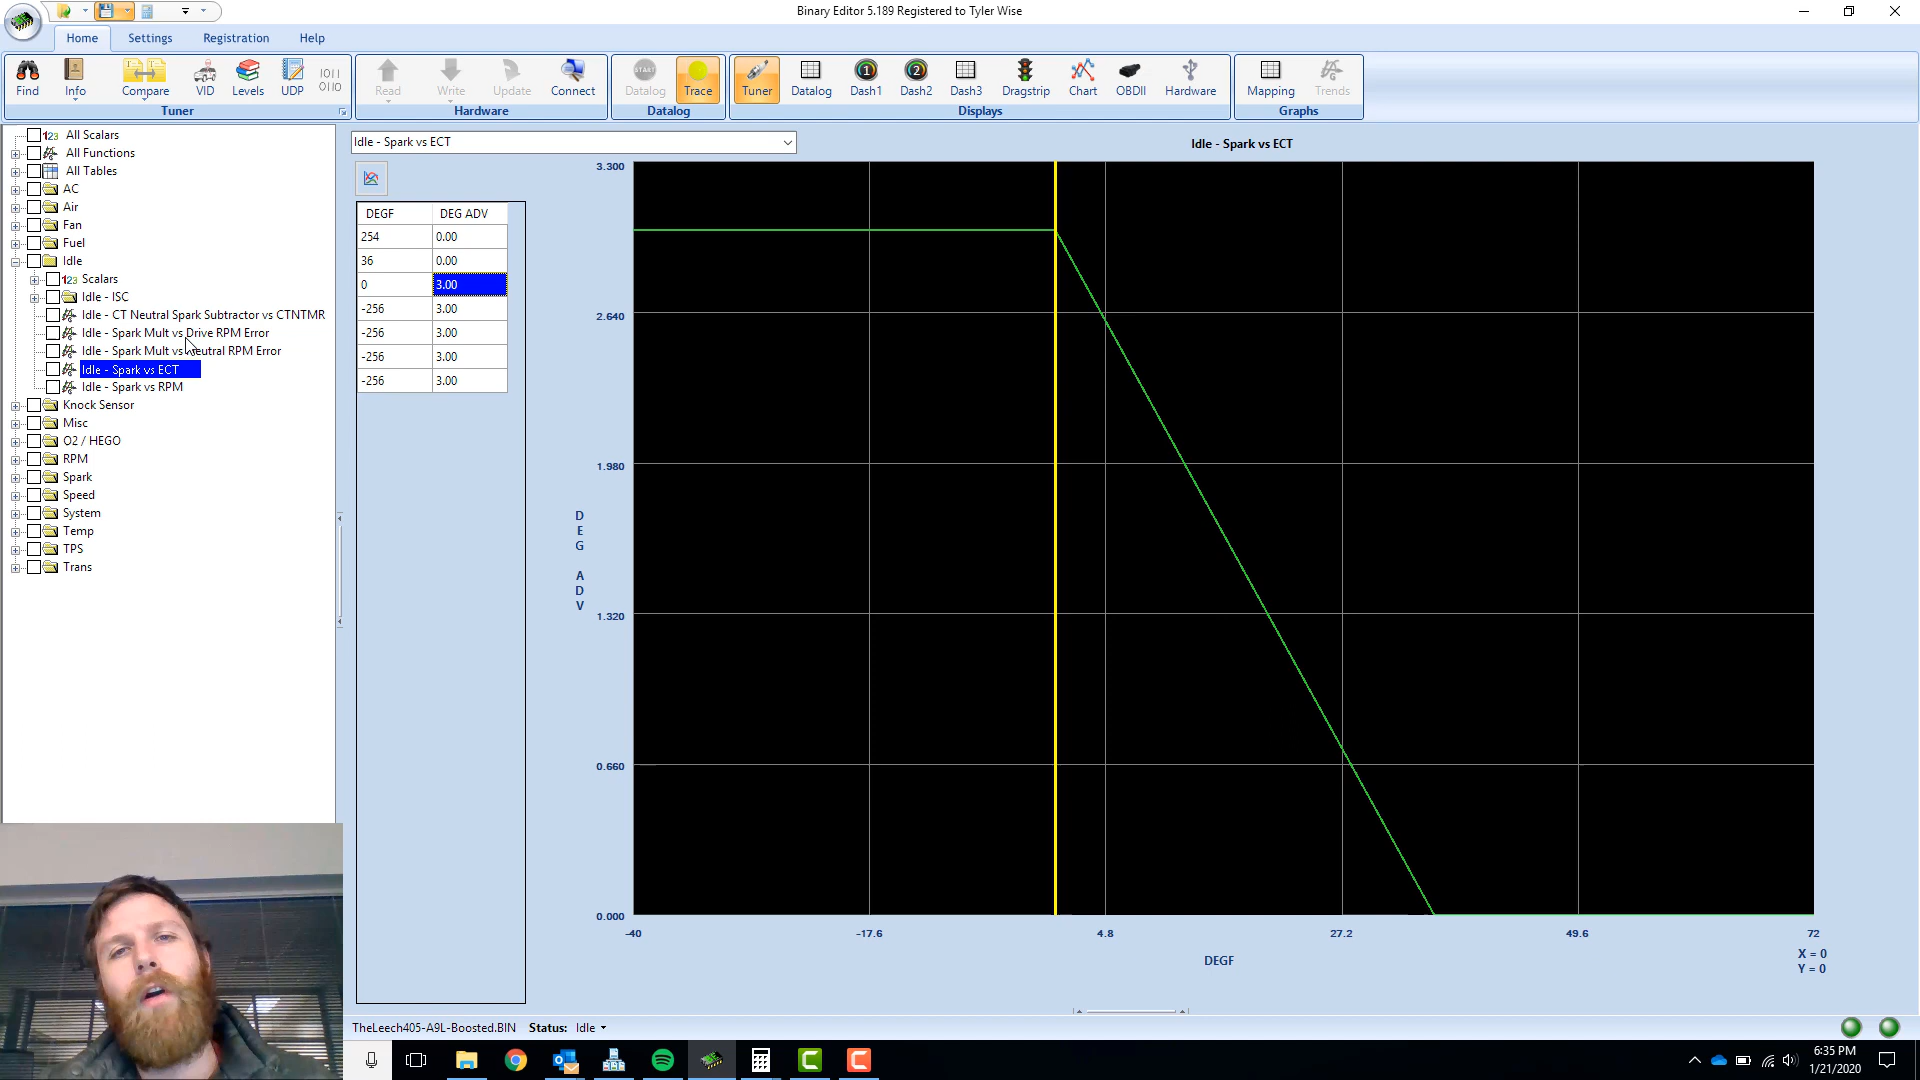 Binary Editor 5.189 Registered to Tyler Wise
Home
Settings
Registration
Help
Find
Info
Compare
VID
Levels
UDP
1011
0110
Tuner
Read
Write
Update
Connect
Hardware
START
Datalog
Trace
Datalog
Tuner
Datalog
1
Dash1
2
Dash2
Dash3
Dragstrip
Chart
OBDII
Hardware
Displays
Mapping
Trends
Graphs
123 All Scalars
All Functions
All Tables
AC
Air
Fan
Fuel
Idle
123 Scalars
Idle - ISC
Idle - CT Neutral Spark Subtractor vs CTNTMR
Idle - Spark Mult vs Drive RPM Error
Idle - Spark Mult vs Neutral RPM Error
Idle - Spark vs ECT
Idle - Spark vs RPM
Knock Sensor
Misc
O2 / HEGO
RPM
Spark
Speed
System
Temp
TPS
Trans
Idle - Spark vs ECT
DEGF DEG ADV
254 0.00
36 0.00
0 3.00
-256 3.00
-256 3.00
-256 3.00
-256 3.00
Idle - Spark vs ECT
3.300
2.640
1.980
1.320
0.660
0.000
DEG ADV
-40 -17.6 4.8 27.2 49.6 72
DEGF
X = 0
Y = 0
TheLeech405-A9L-Boosted.BIN Status: Idle
6:35 PM
1/21/2020